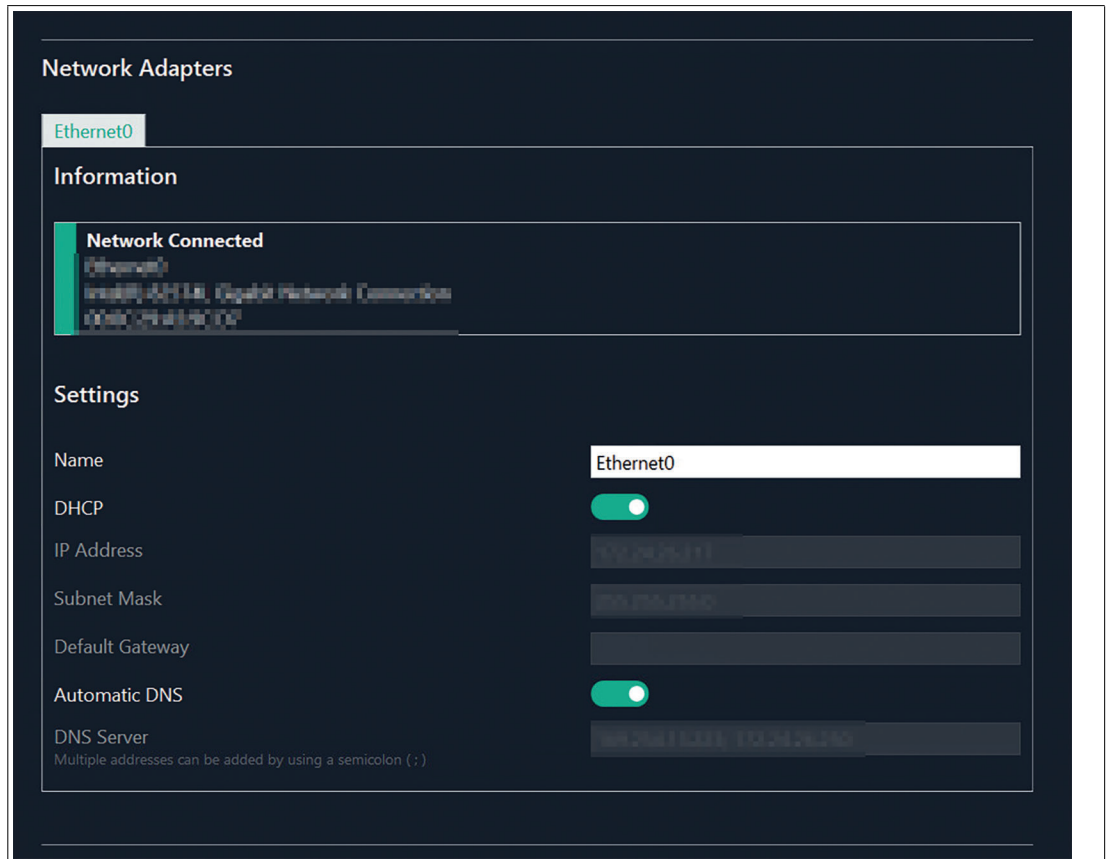 Network Adapters
Ethernet0
Information
Network Connected
Settings
Name
Ethernet0
DHCP
IP Address
Subnet Mask
Default Gateway
Automatic DNS
DNS Server
Multiple addresses can be added by using a semicolon ( ; )